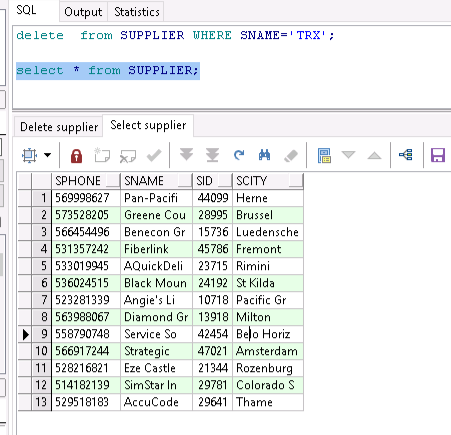 SQL Output Statistics
delete from SUPPLIER WHERE SNAME='TRX';
select * from SUPPLIER;
Delete supplier Select supplier
SPHONE SNAME SID SCITY
1 569998627 Pan-Pacifi 44099 Herne
2 573528205 Greene Cou 28995 Brussel
3 566454496 Benecon Gr 15736 Luedensche
4 531357242 Fiberlink 45786 Fremont
5 533019945 AQuickDeli 23715 Rimini
6 536024515 Black Moun 24192 St Kilda
7 523281339 Angie's Li 10718 Pacific Gr
8 563988067 Diamond Gr 13918 Milton
9 558790748 Service So 42454 Belo Horiz
10 566917244 Strategic 47021 Amsterdam
11 528216821 Eze Castle 21344 Rozenburg
12 514182139 SimStar In 29781 Colorado S
13 529518183 AccuCode 29641 Thame